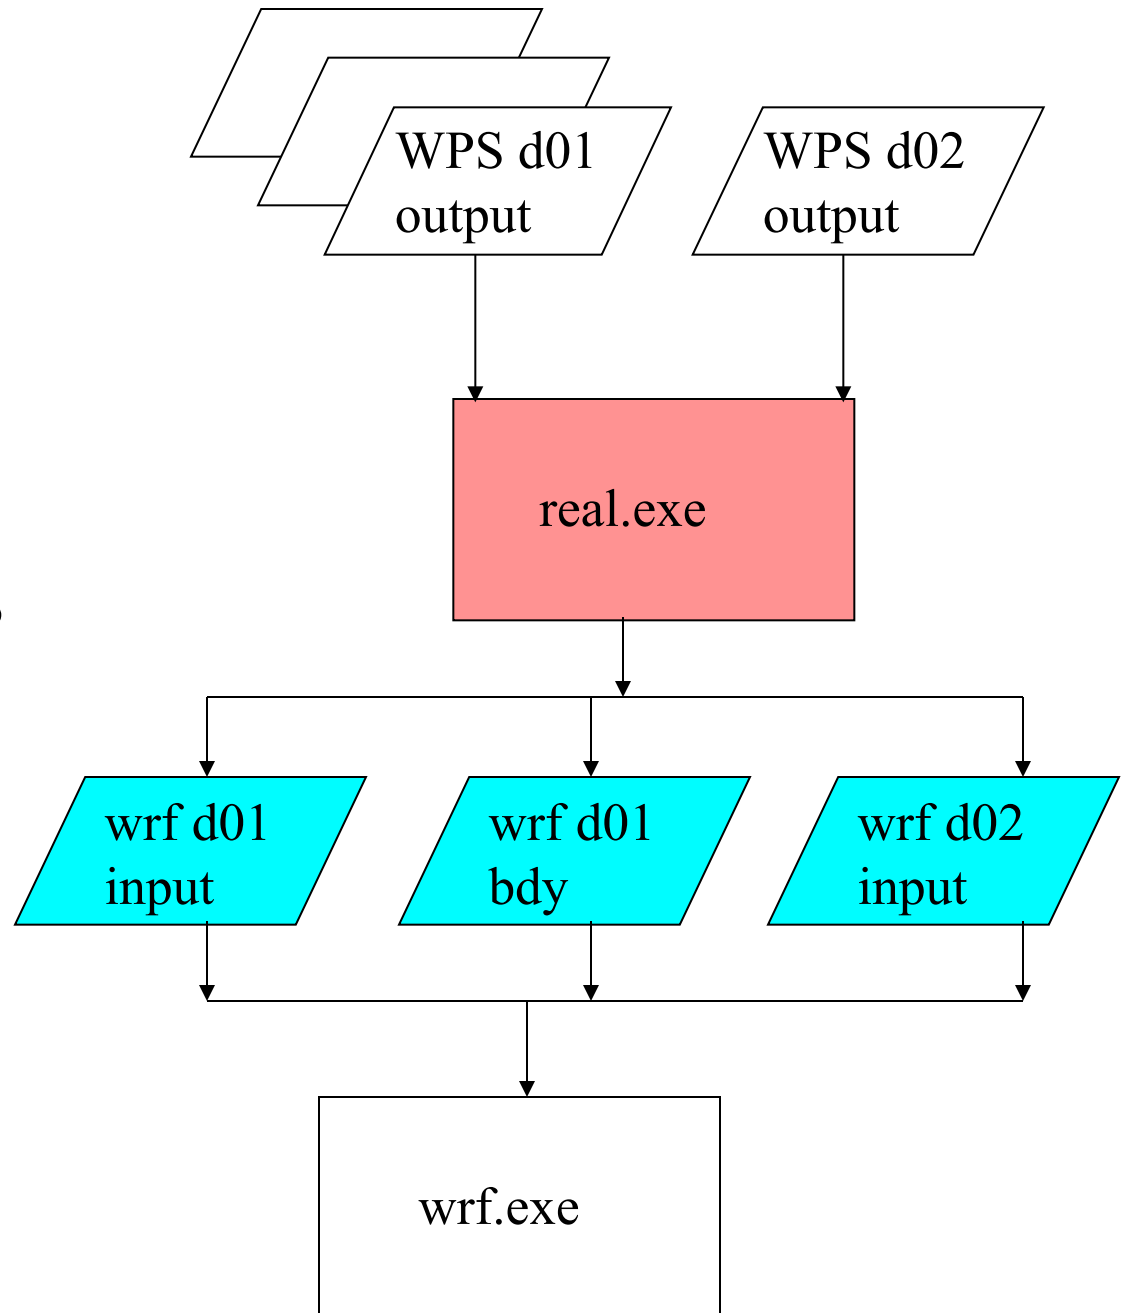 WPS d01
output
WPS d02
output
real.exe
wrf d01
input
wrf d01
bdy
wrf d02
input
wrf.exe